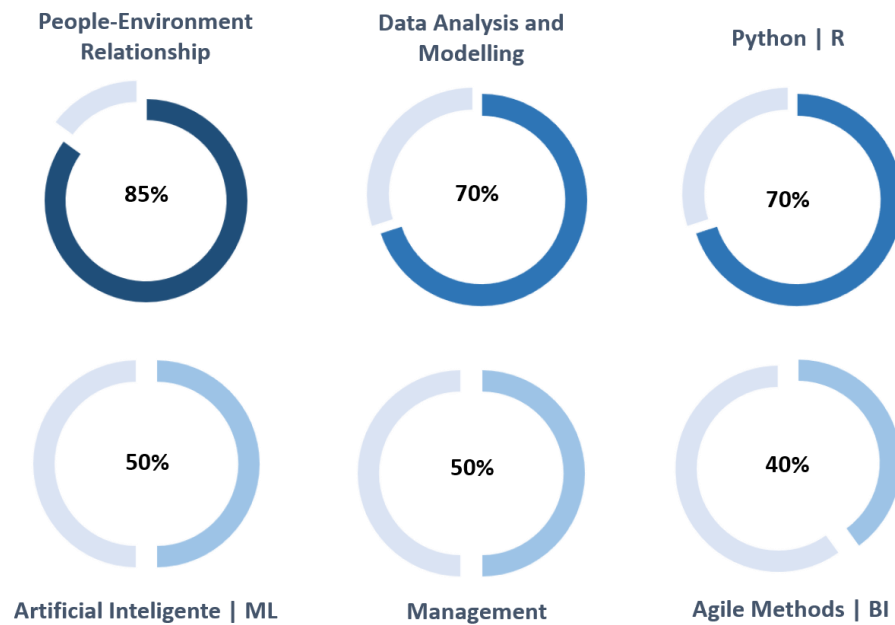 People-Environment
Relationship
Data Analysis and
Modelling
Python | R
85%
70%
70%
50%
50%
40%
Artificial Inteligente | ML
Management
Agile Methods | BI